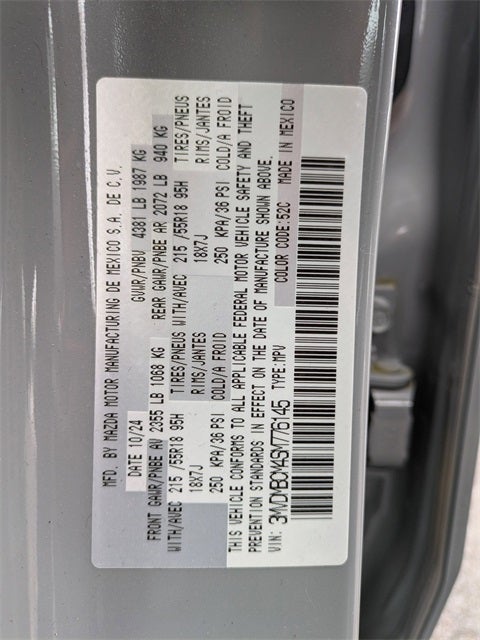 MFD. BY MAZDA MOTOR MANUFACTURING DE MEXICO S.A. DE C.V.
DATE 10/24 GVWR/PNBV 4381 LB 1987 KG
FRONT GAWR/PNBE AV 2355 LB 1068 KG REAR GAWR/PNBE AR 2072 LB 940 KG
WITH/AVEC 215 /55R18 95H TIRES/PNEUS WITH/AVEC 215 /55R18 95H TIRES/PNEUS
18X7J RIMS/JANTES 18X7J RIMS/JANTES
250 KPA/36 PSI COLD/A FROID 250 KPA/36 PSI COLD/A FROID
THIS VEHICLE CONFORMS TO ALL APPLICABLE FEDERAL MOTOR VEHICLE SAFETY AND THEFT
PREVENTION STANDARDS IN EFFECT ON THE DATE OF MANUFACTURE SHOWN ABOVE.
VIN: 3MVDMBCM4SM776145 TYPE:MPV COLOR CODE:52C MADE IN MEXICO